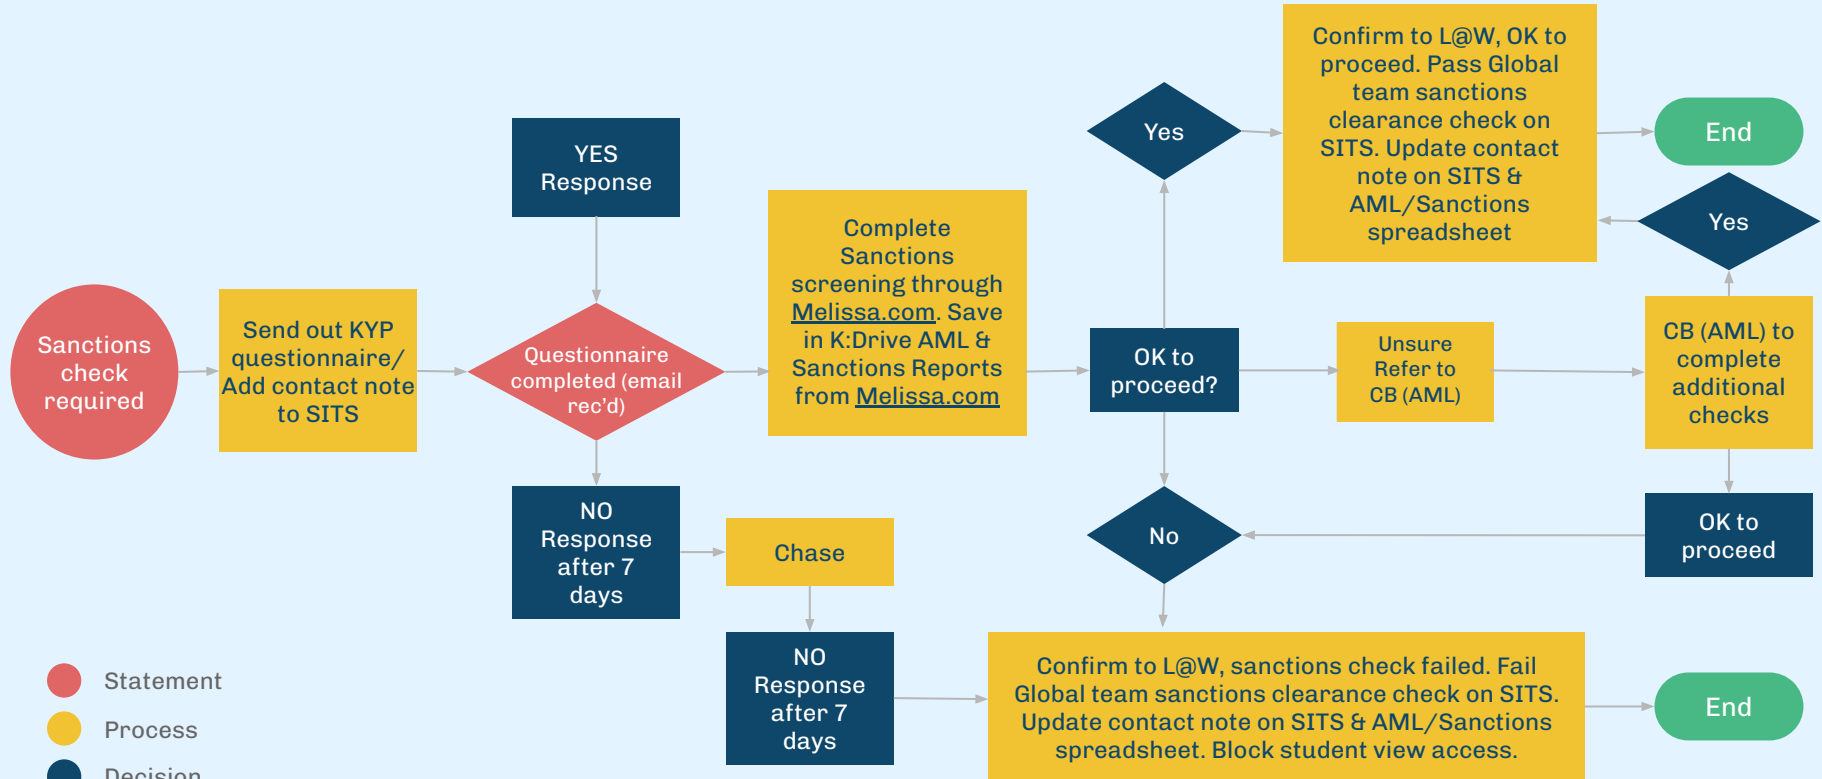 Sanctions
check
required
Send out KYP
questionnaire/
Add contact note
to SITS
YES
Response
Questionnaire
completed (email
rec’d)
NO
Response
after 7
days
Chase
NO
Response
after 7
days
Complete
Sanctions
screening through
Melissa.com. Save
in K:Drive AML &
Sanctions Reports
from Melissa.com
OK to
proceed?
Yes
Confirm to L@W, OK to
proceed. Pass Global
team sanctions
clearance check on
SITS. Update contact
note on SITS &
AML/Sanctions
spreadsheet
End
Unsure
Refer to
CB (AML)
CB (AML) to
complete
additional
checks
Yes
OK to
proceed
No
Confirm to L@W, sanctions check failed. Fail
Global team sanctions clearance check on SITS.
Update contact note on SITS & AML/Sanctions
spreadsheet. Block student view access.
End
Statement
Process
Decision